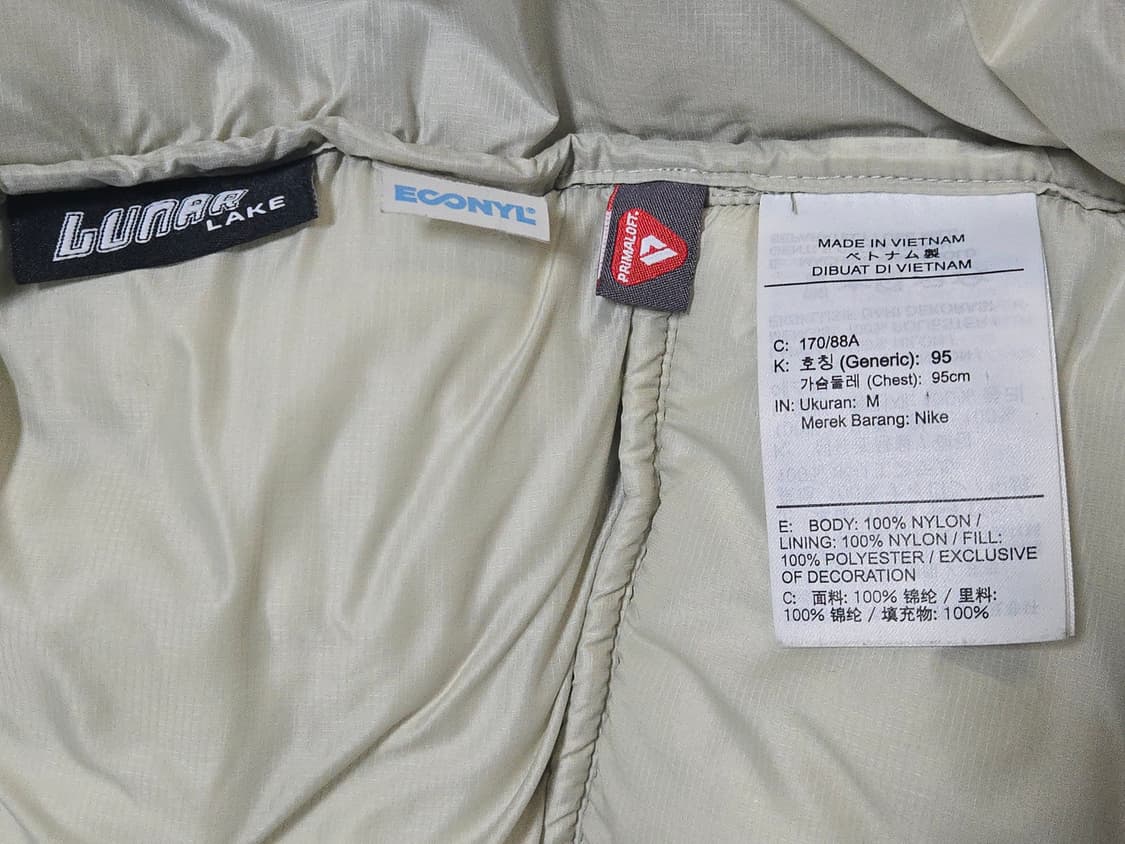 LUNAR
LAKE
ECONYL®
PRIMALOFT®
MADE IN VIETNAM
ベトナム製
DIBUAT DI VIETNAM
C: 170/88A
K: 호칭 (Generic): 95
가슴둘레 (Chest): 95cm
IN: Ukuran: M
Merek Barang: Nike
E: BODY: 100% NYLON /
LINING: 100% NYLON / FILL:
100% POLYESTER / EXCLUSIVE
OF DECORATION
C: 面料: 100% 锦纶 / 里料:
100% 锦纶 / 填充物: 100%